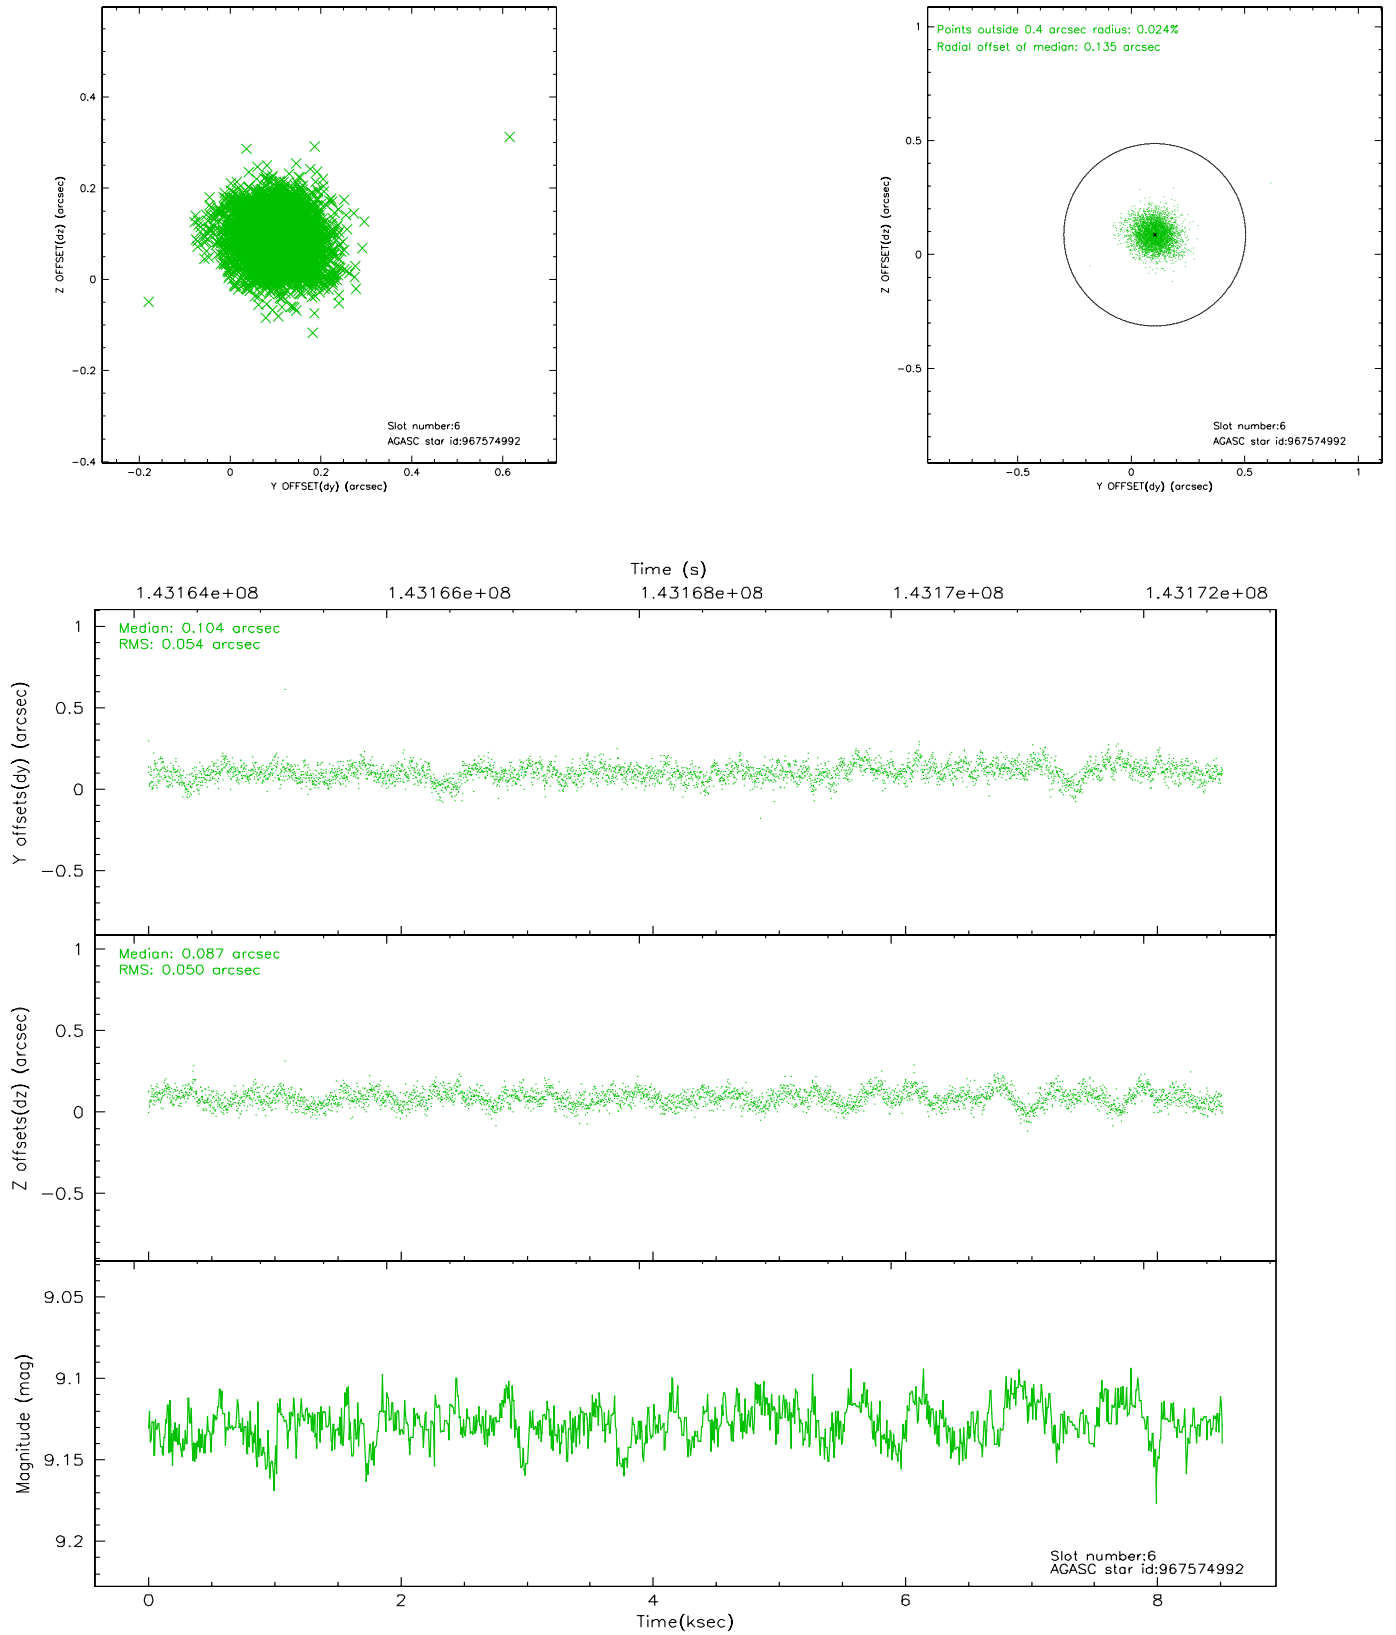 0.4
0.2
0
−0.2
−0.4
Z OFFSET(dz) (arcsec)
Slot number:6
AGASC star id:967574992
−0.2
0
0.2
0.4
0.6
Y OFFSET(dy) (arcsec)
Points outside 0.4 arcsec radius: 0.024%
Radial offset of median: 0.135 arcsec
1
0.5
0
−0.5
Z OFFSET(dz) (arcsec)
Slot number:6
AGASC star id:967574992
−0.5
0
0.5
1
Y OFFSET(dy) (arcsec)
Time (s)
1.43164e+08
1.43166e+08
1.43168e+08
1.4317e+08
1.43172e+08
Median: 0.104 arcsec
RMS: 0.054 arcsec
1
0.5
0
−0.5
Y offsets(dy) (arcsec)
Median: 0.087 arcsec
RMS: 0.050 arcsec
1
0.5
0
−0.5
Z offsets(dz) (arcsec)
9.05
9.1
9.15
9.2
Magnitude (mag)
Slot number:6
AGASC star id:967574992
0
2
4
6
8
Time(ksec)